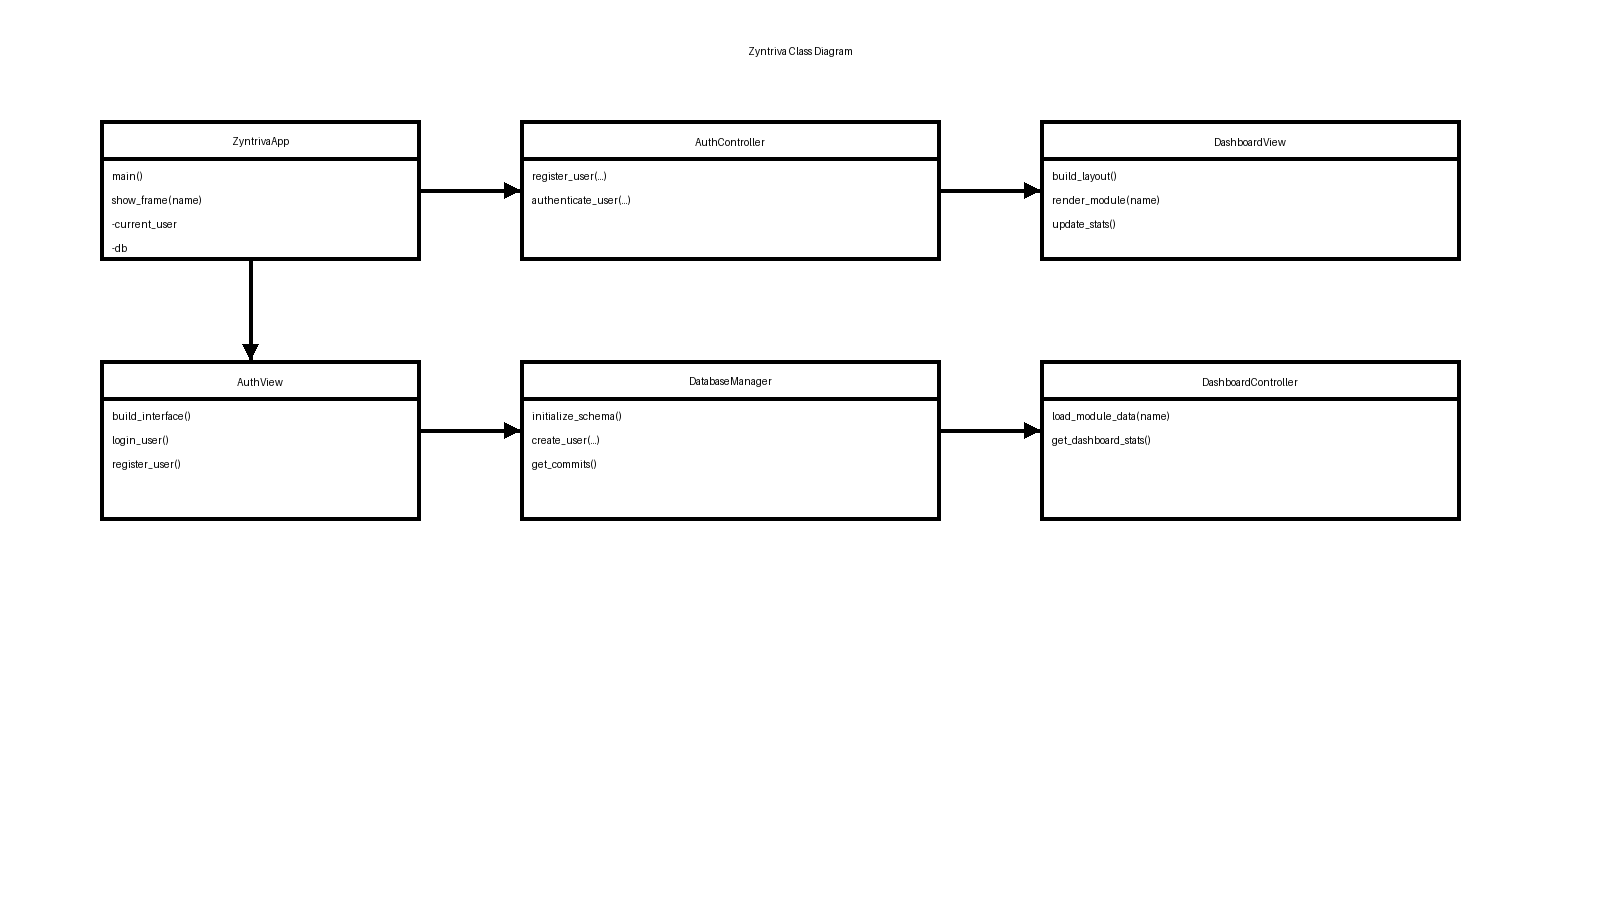 Zyntriva Class Diagram
ZyntrivaApp
main()
show_frame(name)
-current_user
-db
AuthController
register_user(...)
authenticate_user(...)
DashboardView
build_layout()
render_module(name)
update_stats()
AuthView
build_interface()
login_user()
register_user()
DatabaseManager
initialize_schema()
create_user(...)
get_commits()
DashboardController
load_module_data(name)
get_dashboard_stats()